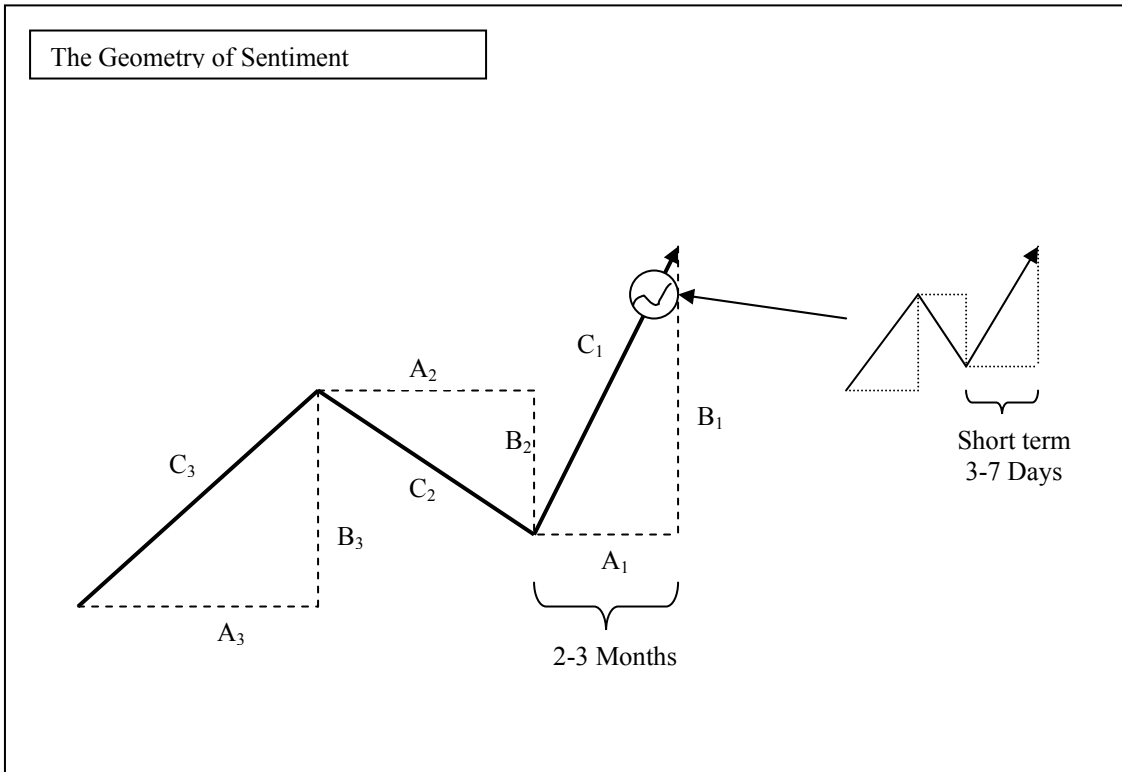 The Geometry of Sentiment
A₂
C₁
B₁
B₂
C₃
C₂
B₃
A₁
A₃
2-3 Months
Short term
3-7 Days